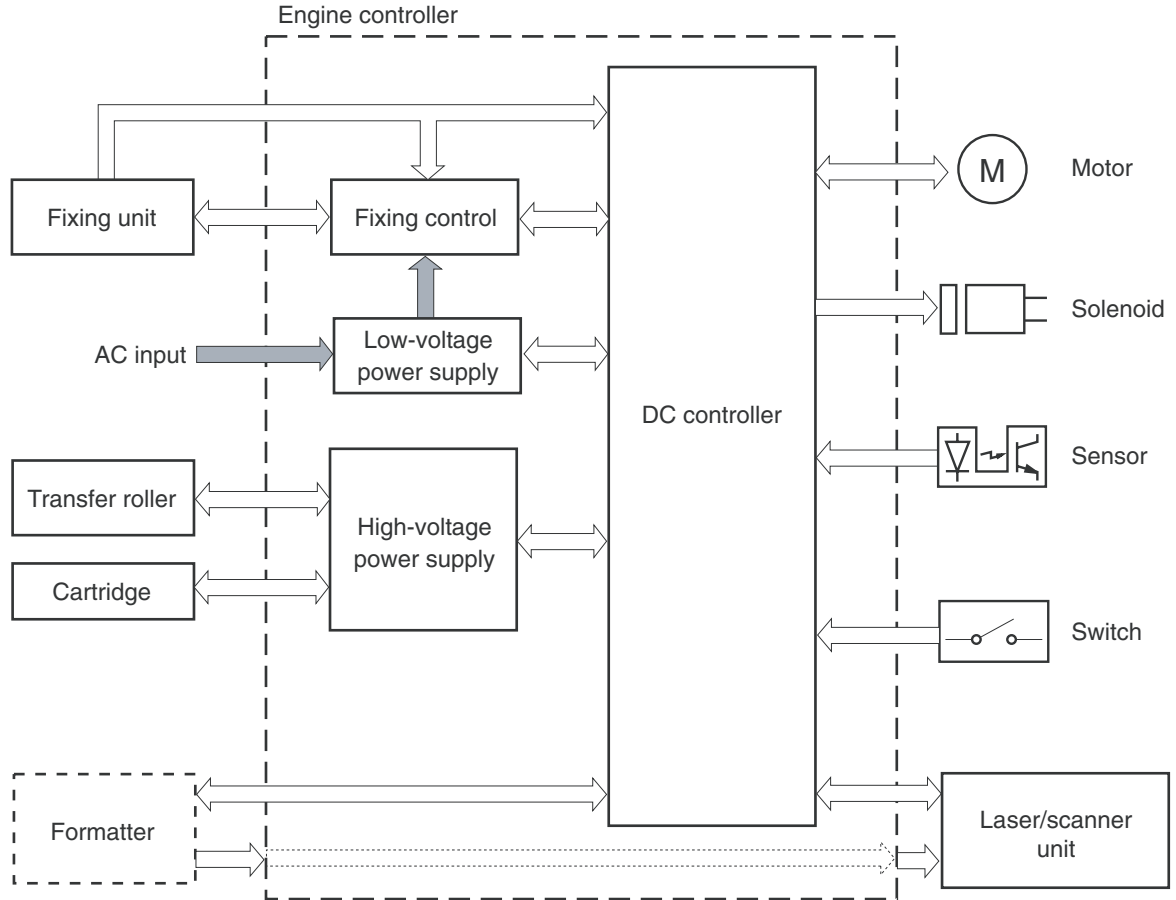 Engine controller
Fixing unit
Fixing control
AC input
Low-voltage
power supply
Transfer roller
Cartridge
High-voltage
power supply
Formatter
DC controller
M
Motor
Solenoid
Sensor
Switch
Laser/scanner
unit